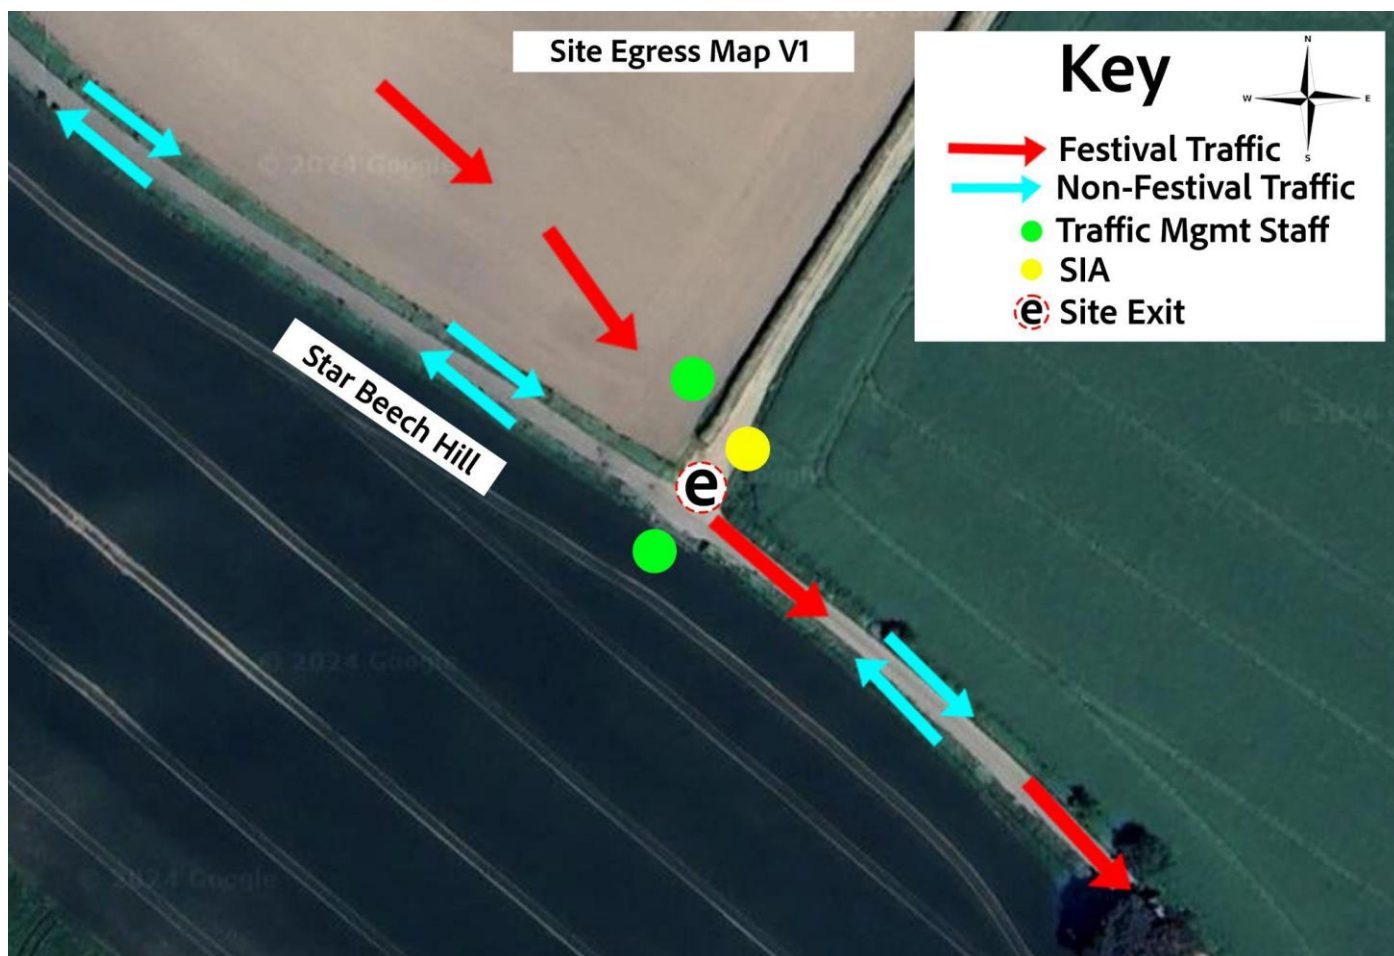 Site Egress Map V1
Key
N
W
E
S
Festival Traffic
Non-Festival Traffic
Traffic Mgmt Staff
SIA
e Site Exit
© 2024 Google
Star Beech Hill
e
© 2024
© 2024 Google
© 2024 Google